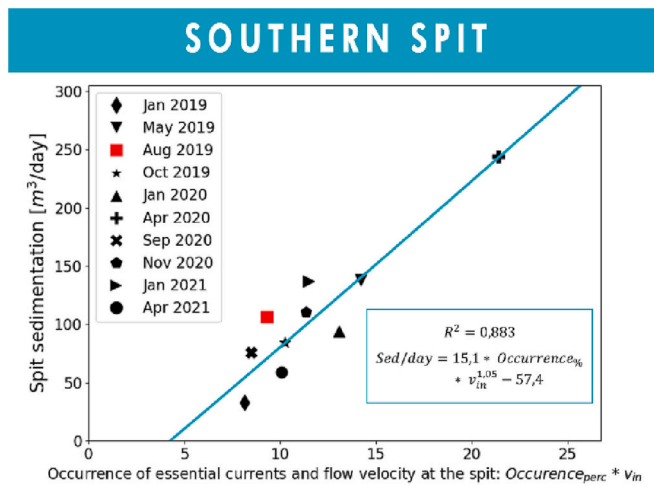 SOUTHERN SPIT
Spit sedimentation [m³/day]
300
250
200
150
100
50
0
Jan 2019
May 2019
Aug 2019
Oct 2019
Jan 2020
Apr 2020
Sep 2020
Nov 2020
Jan 2021
Apr 2021
R² = 0,883
Sed/day = 15,1 * Occurrence%
* v_in^1,05 − 57,4
0 5 10 15 20 25
Occurrence of essential currents and flow velocity at the spit: Occurence_perc * v_in